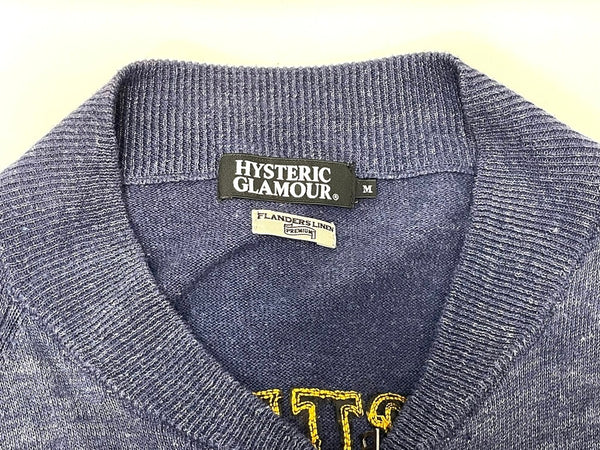 HYSTERIC
GLAMOUR®
M
FLANDERS LINEN
PREMIUM